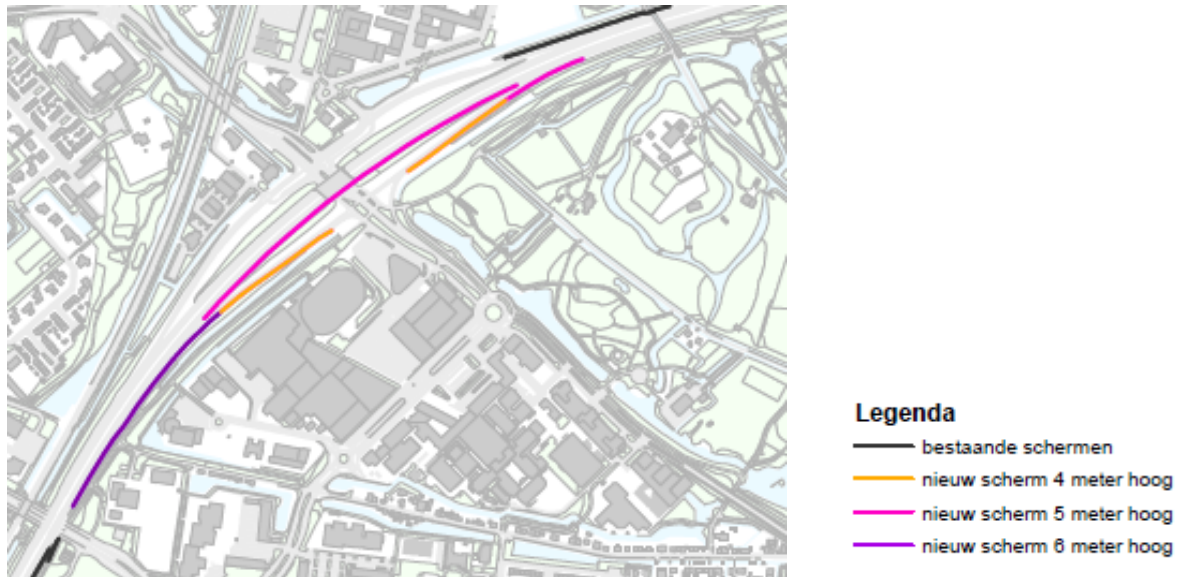 Legenda
bestaande schermen
nieuw scherm 4 meter hoog
nieuw scherm 5 meter hoog
nieuw scherm 6 meter hoog